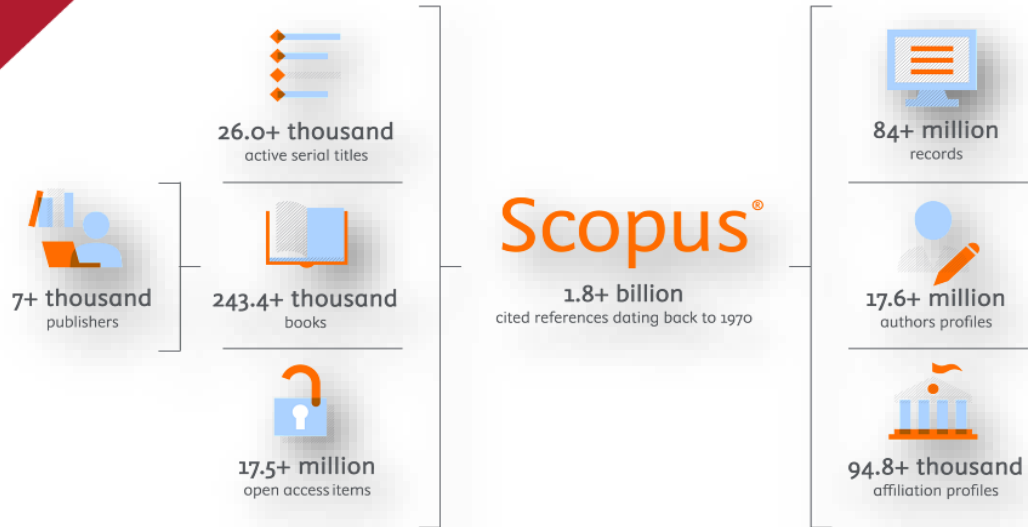 7+ thousand
publishers
26.0+ thousand
active serial titles
243.4+ thousand
books
17.5+ million
open access items
Scopus®
1.8+ billion
cited references dating back to 1970
84+ million
records
17.6+ million
authors profiles
94.8+ thousand
affiliation profiles